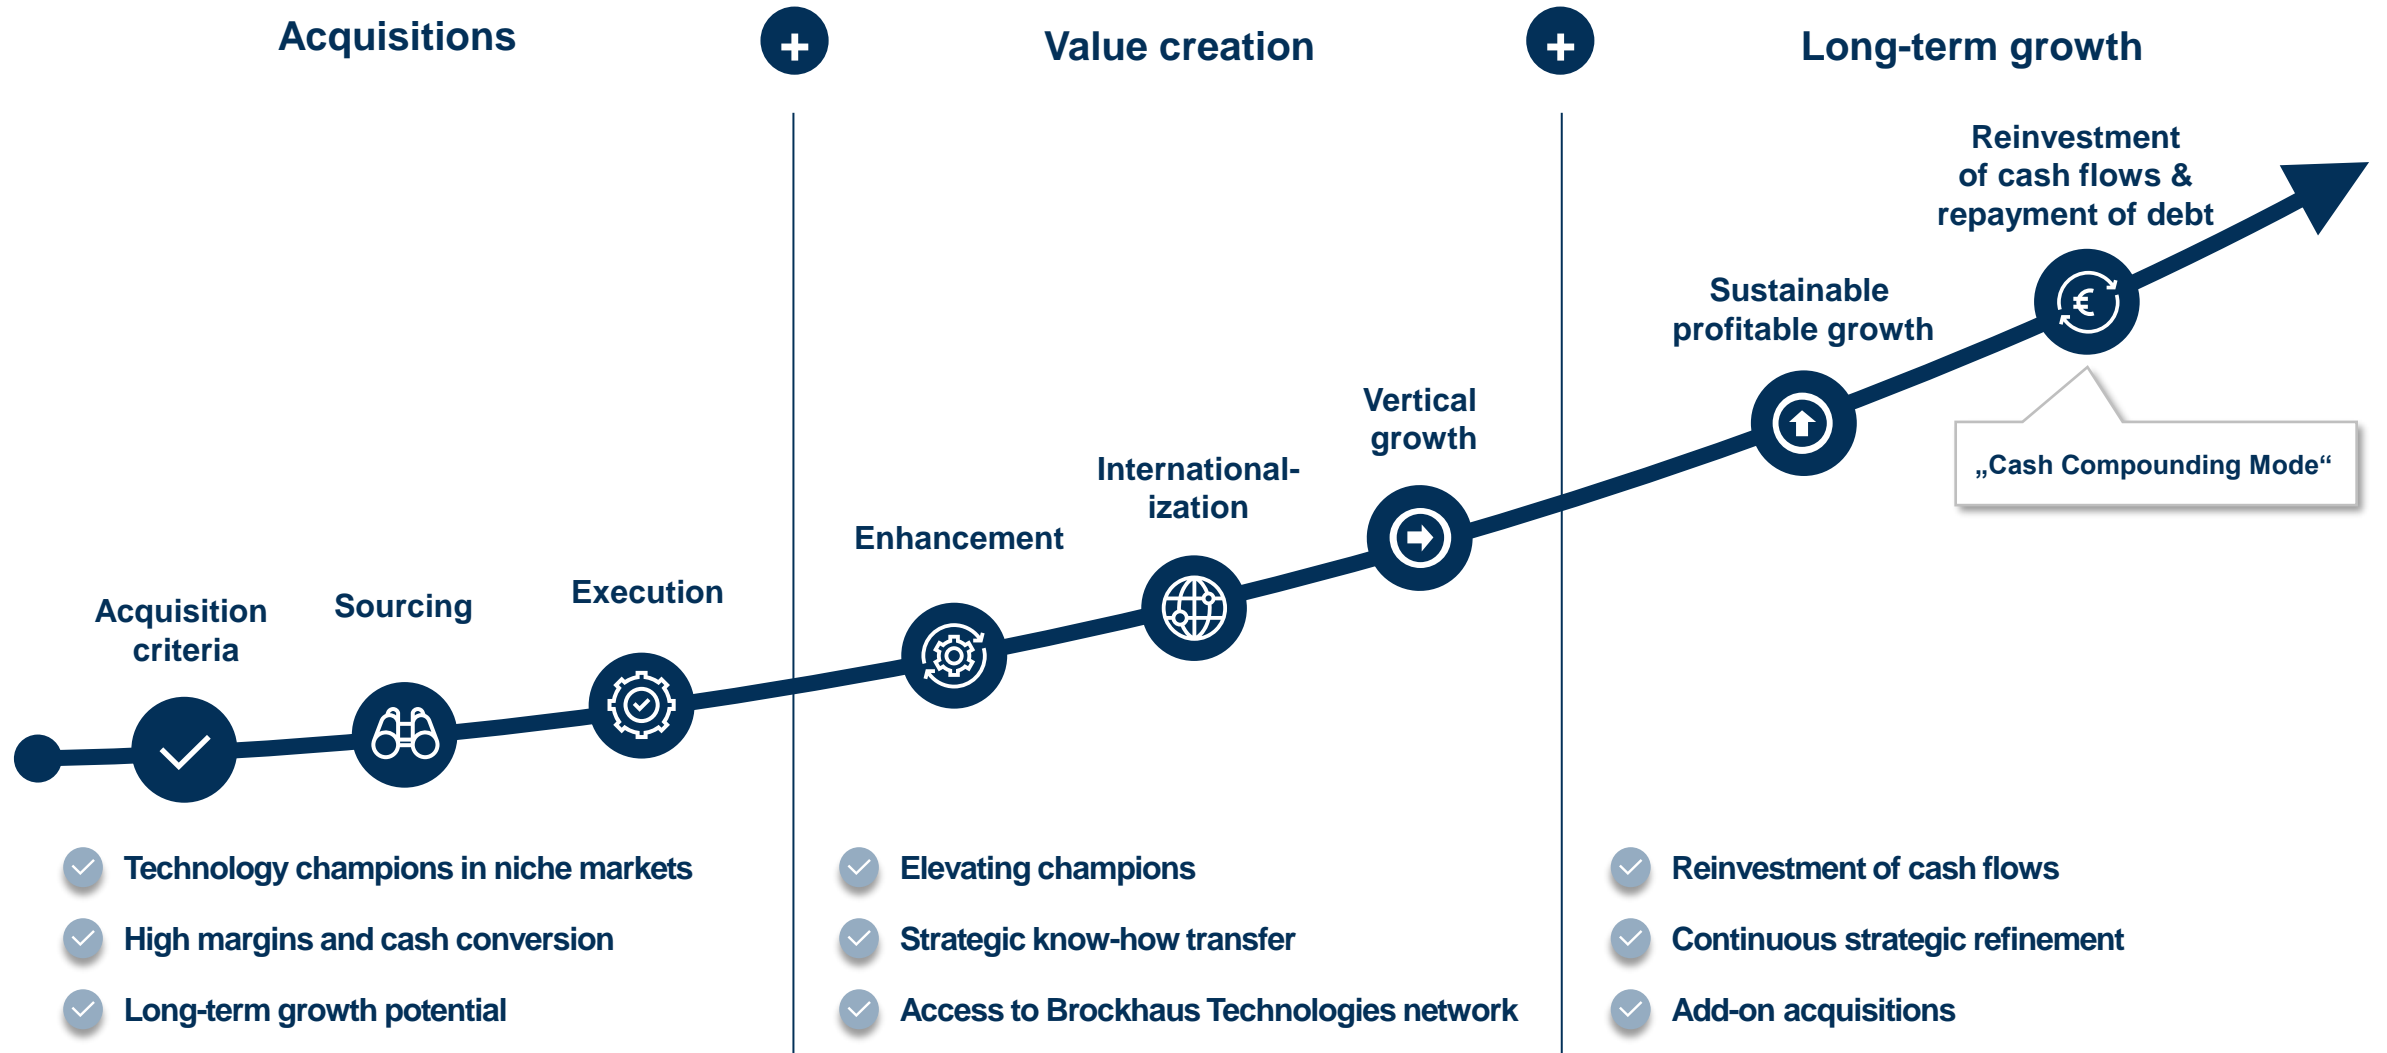 Acquisitions
+
Value creation
+
Long-term growth
Acquisition
criteria
Sourcing
Execution
Enhancement
International-
ization
Vertical
growth
Sustainable
profitable growth
Reinvestment
of cash flows &
repayment of debt
€
„Cash Compounding Mode“
Technology champions in niche markets
High margins and cash conversion
Long-term growth potential
Elevating champions
Strategic know-how transfer
Access to Brockhaus Technologies network
Reinvestment of cash flows
Continuous strategic refinement
Add-on acquisitions